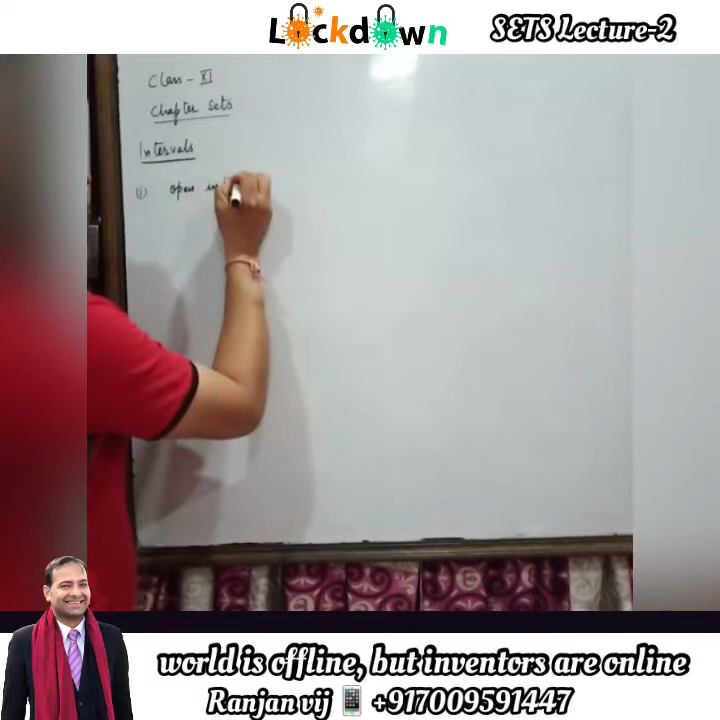 Lockdown
SETS Lecture-2
Class - XI
Chapter Sets
Intervals
(i) open in
world is offline, but inventors are online
Ranjan vij 📱 +917009591447